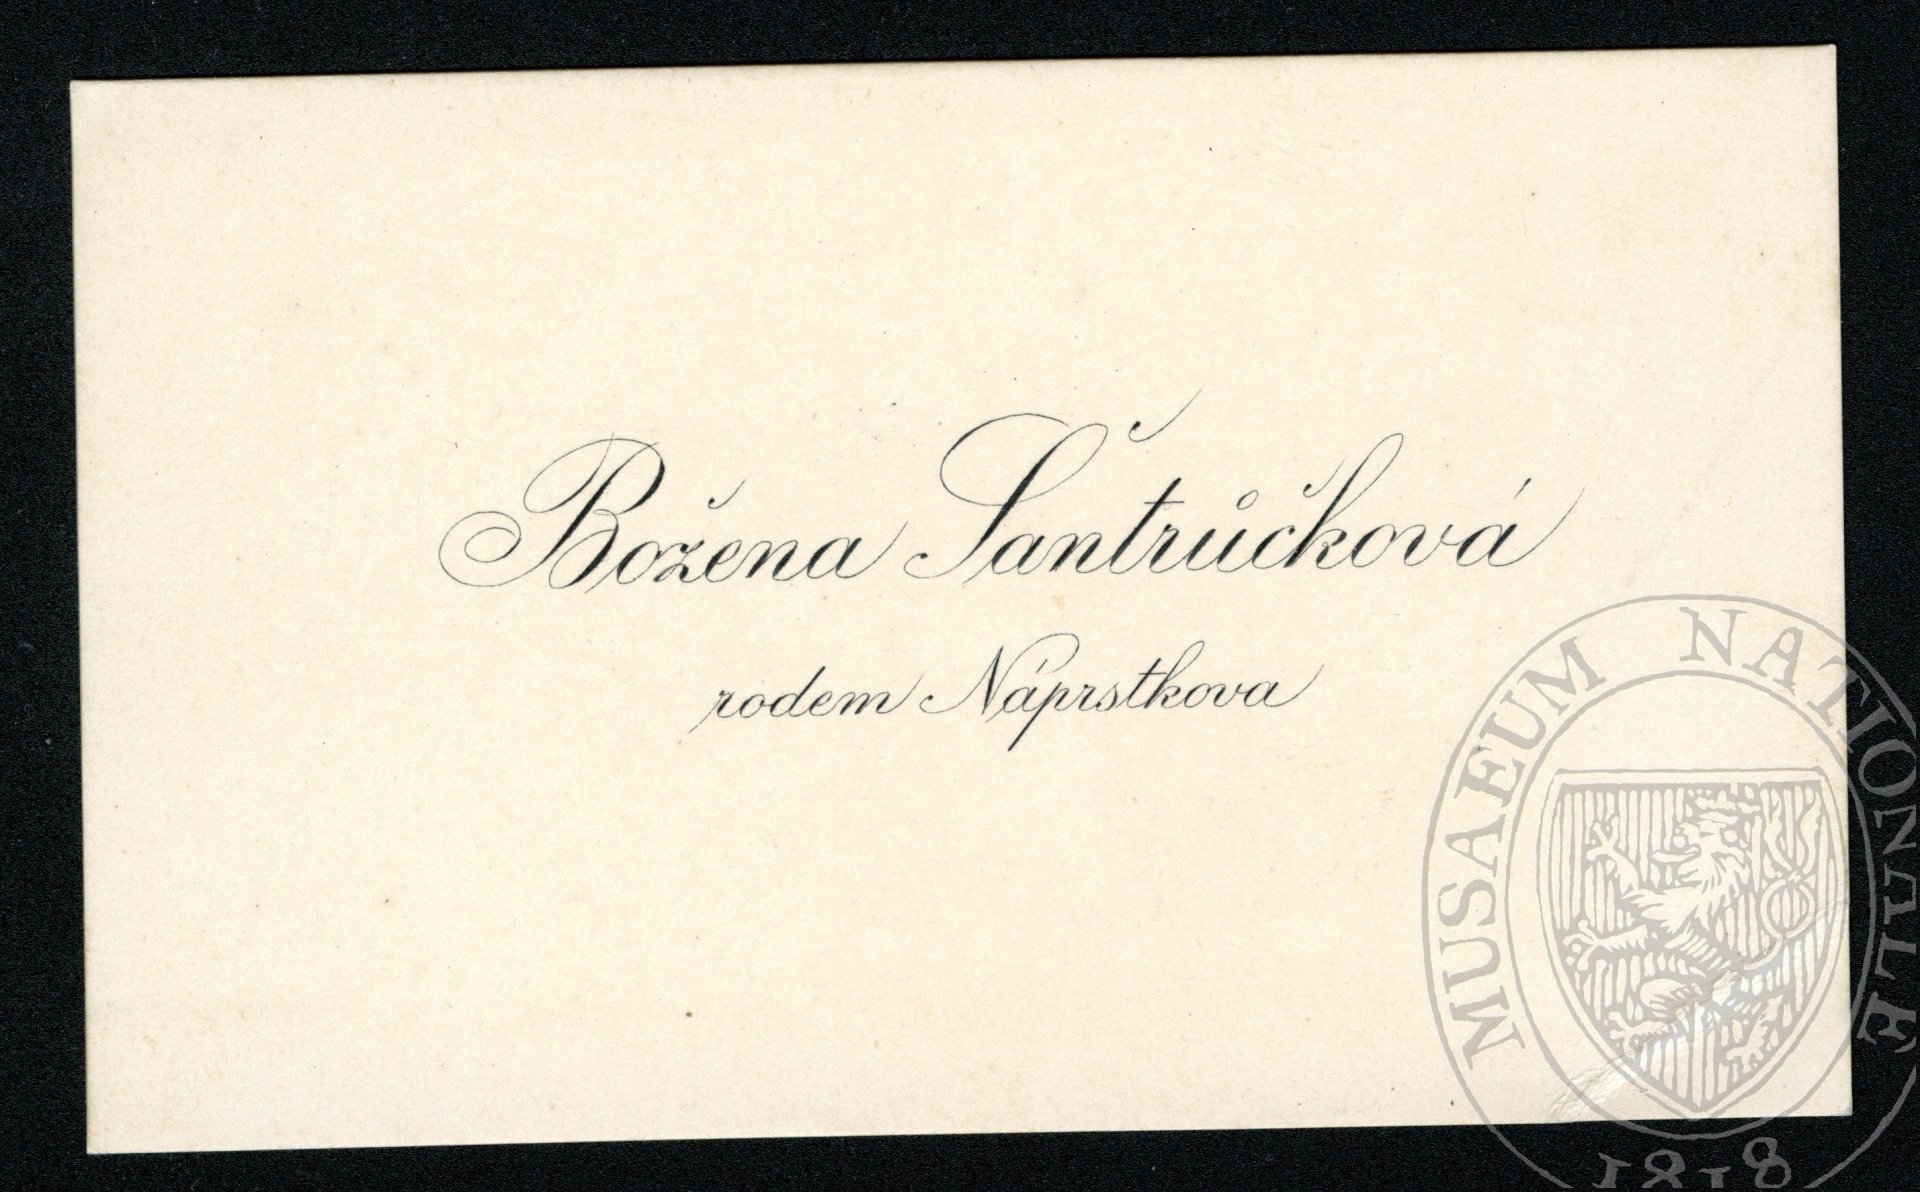 Božena Šantrůčková
rodem Náprstkova
MUSAEUM NATIONALE
1818